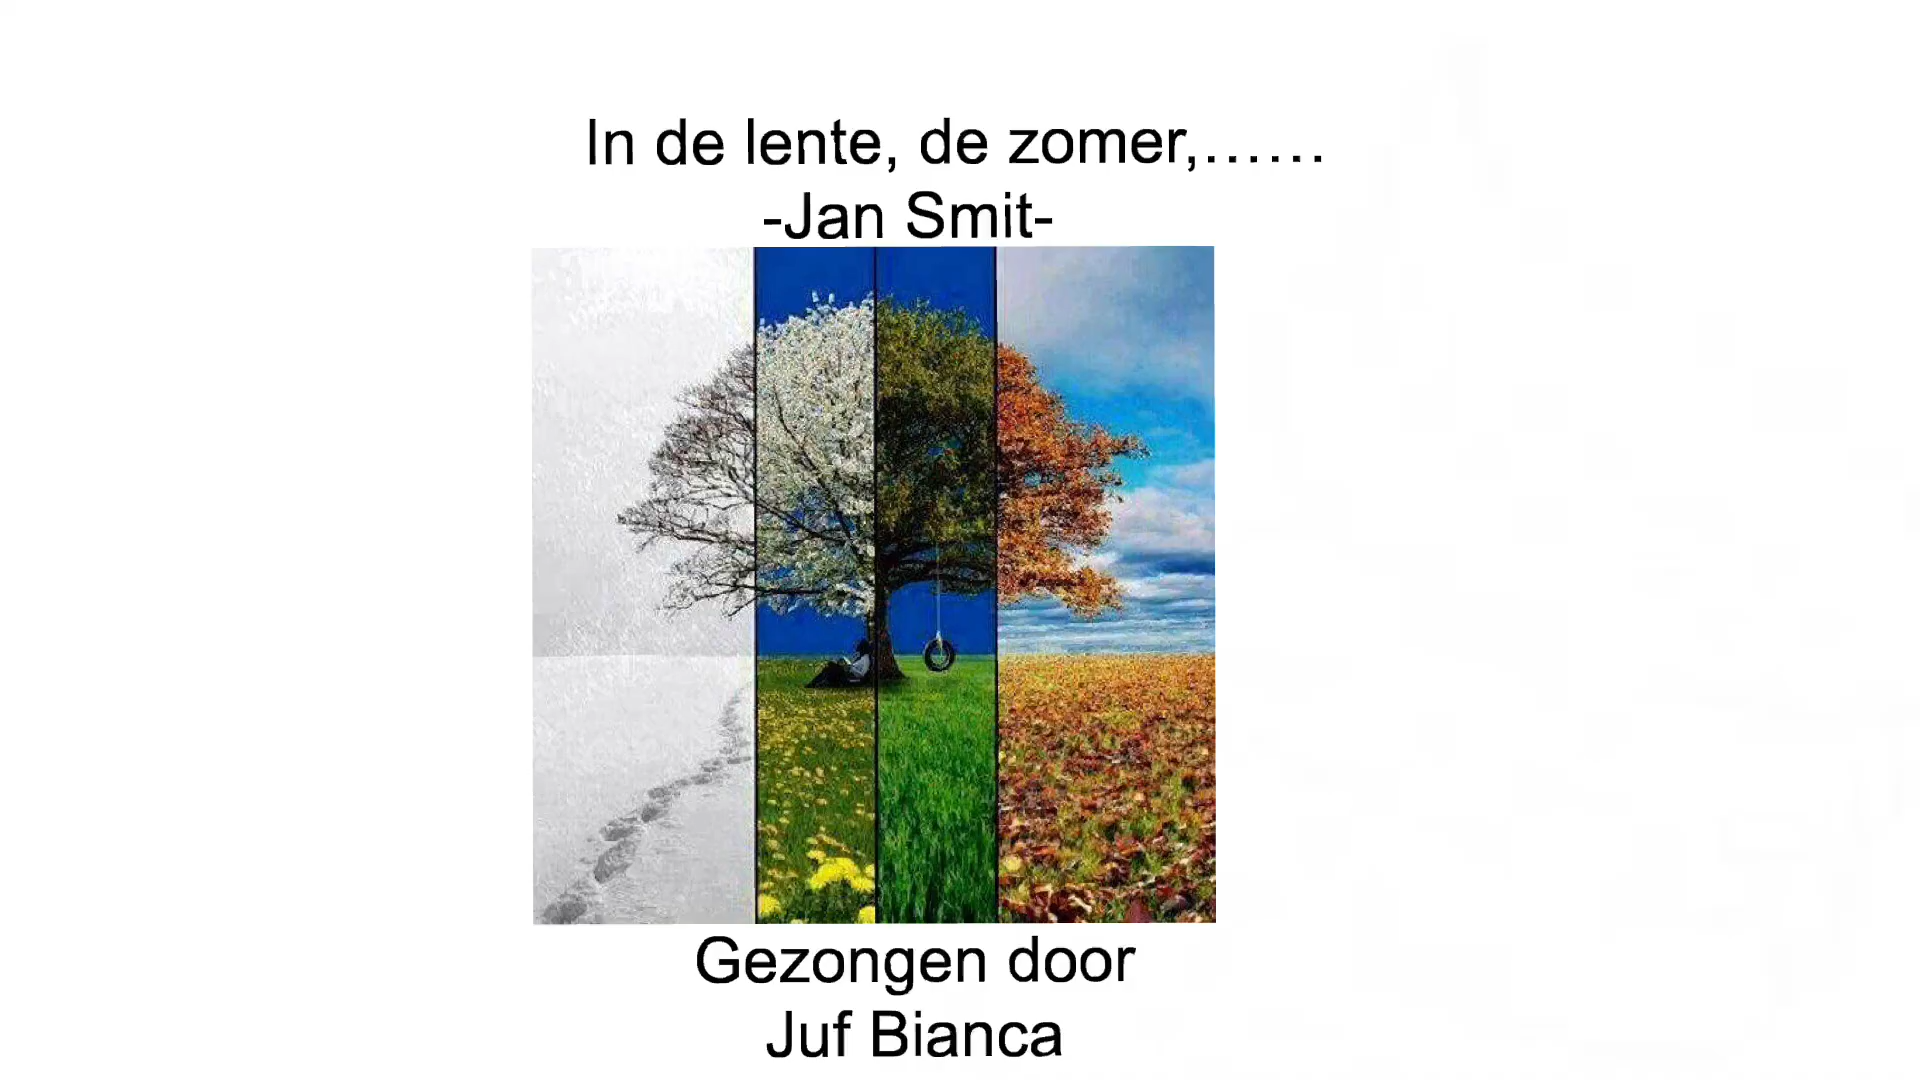 In de lente, de zomer,......
-Jan Smit-
Gezongen door
Juf Bianca